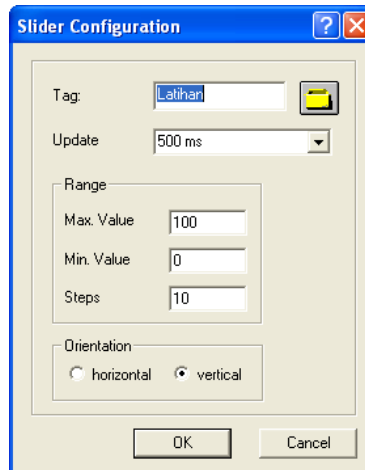 Slider Configuration
Tag: Latihan
Update 500 ms
Range
Max. Value 100
Min. Value 0
Steps 10
Orientation
horizontal vertical
OK Cancel